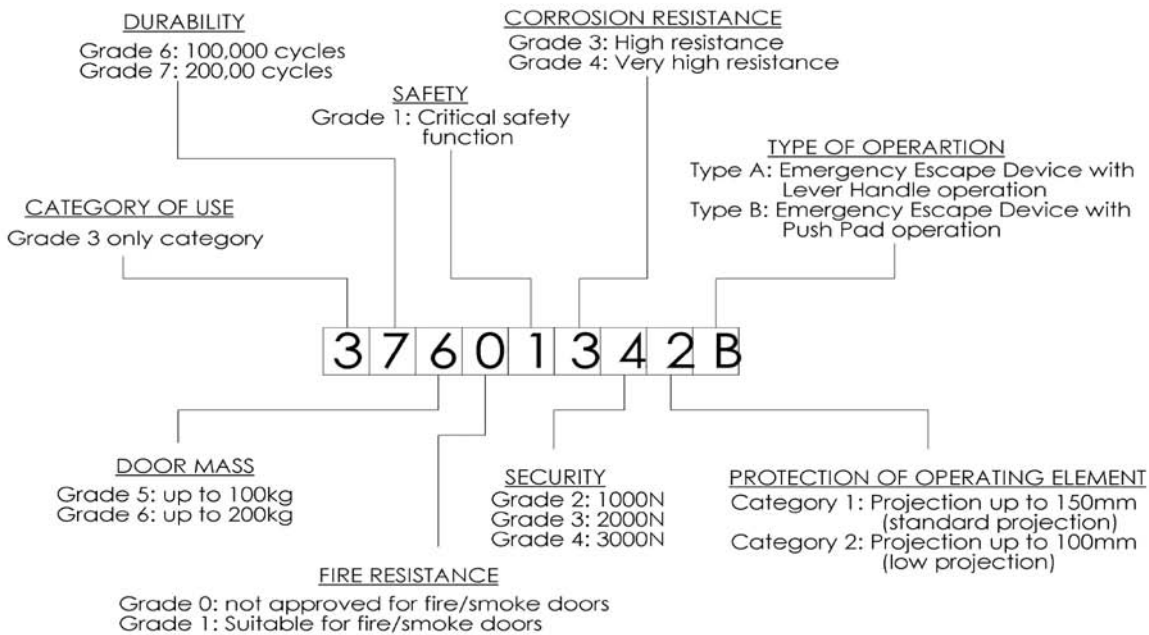 DURABILITY
Grade 6: 100,000 cycles
Grade 7: 200,00 cycles
CORROSION RESISTANCE
Grade 3: High resistance
Grade 4: Very high resistance
SAFETY
Grade 1: Critical safety
function
TYPE OF OPERARTION
Type A: Emergency Escape Device with
Lever Handle operation
Type B: Emergency Escape Device with
Push Pad operation
CATEGORY OF USE
Grade 3 only category
3 7 6 0 1 3 4 2 B
DOOR MASS
Grade 5: up to 100kg
Grade 6: up to 200kg
SECURITY
Grade 2: 1000N
Grade 3: 2000N
Grade 4: 3000N
PROTECTION OF OPERATING ELEMENT
Category 1: Projection up to 150mm
(standard projection)
Category 2: Projection up to 100mm
(low projection)
FIRE RESISTANCE
Grade 0: not approved for fire/smoke doors
Grade 1: Suitable for fire/smoke doors